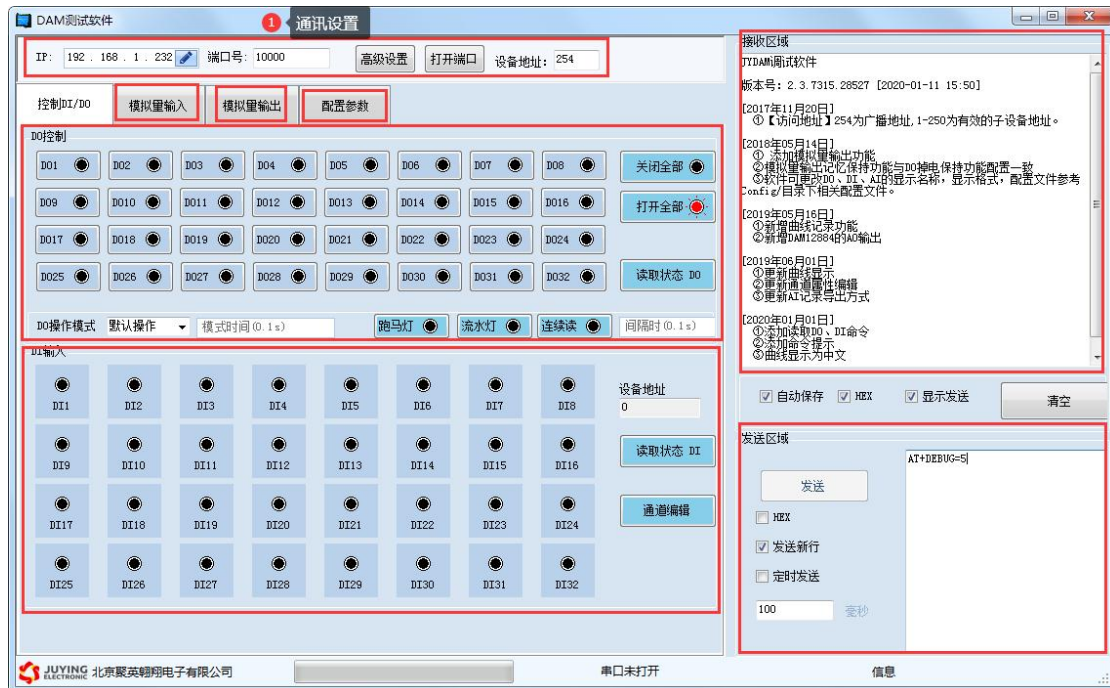 DAM测试软件
1 通讯设置
IP: 192 . 168 . 1 . 232 端口号: 10000 高级设置 打开端口 设备地址: 254
控制DI/DO 模拟量输入 模拟量输出 配置参数
DO控制
DO1 DO2 DO3 DO4 DO5 DO6 DO7 DO8 关闭全部
DO9 DO10 DO11 DO12 DO13 DO14 DO15 DO16 打开全部
DO17 DO18 DO19 DO20 DO21 DO22 DO23 DO24
DO25 DO26 DO27 DO28 DO29 DO30 DO31 DO32 读取状态 DO
DO操作模式 默认操作 模式时间(0.1s) 跑马灯 流水灯 连续读 间隔时(0.1s)
DI输入
DI1 DI2 DI3 DI4 DI5 DI6 DI7 DI8
设备地址
0
DI9 DI10 DI11 DI12 DI13 DI14 DI15 DI16
读取状态 DI
DI17 DI18 DI19 DI20 DI21 DI22 DI23 DI24
通道编辑
DI25 DI26 DI27 DI28 DI29 DI30 DI31 DI32
接收区域
JYDAM调试软件
版本号: 2.3.7315.28527 [2020-01-11 15:50]
[2017年11月20日]
①【访问地址】254为广播地址,1-250为有效的子设备地址。
[2018年05月14日]
① 添加模拟量输出功能
②模拟量输出记忆保持功能与DO掉电保持功能配置一致
③软件可更改DO、DI、AI的显示名称，显示格式，配置文件参考
Config/目录下相关配置文件。
[2019年05月16日]
①新增曲线记录功能
②新增DAM12884的AO输出
[2019年06月01日]
①更新曲线显示
②更新通道属性编辑
③更新AI记录导出方式
[2020年01月01日]
①添加读取DO、DI命令
②添加命令提示
③曲线显示为中文
自动保存 HEX 显示发送 清空
发送区域
AT+DEBUG=5
发送
HEX
发送新行
定时发送
100 毫秒
JUYING ELECTRONIC 北京聚英翱翔电子有限公司 串口未打开 信息